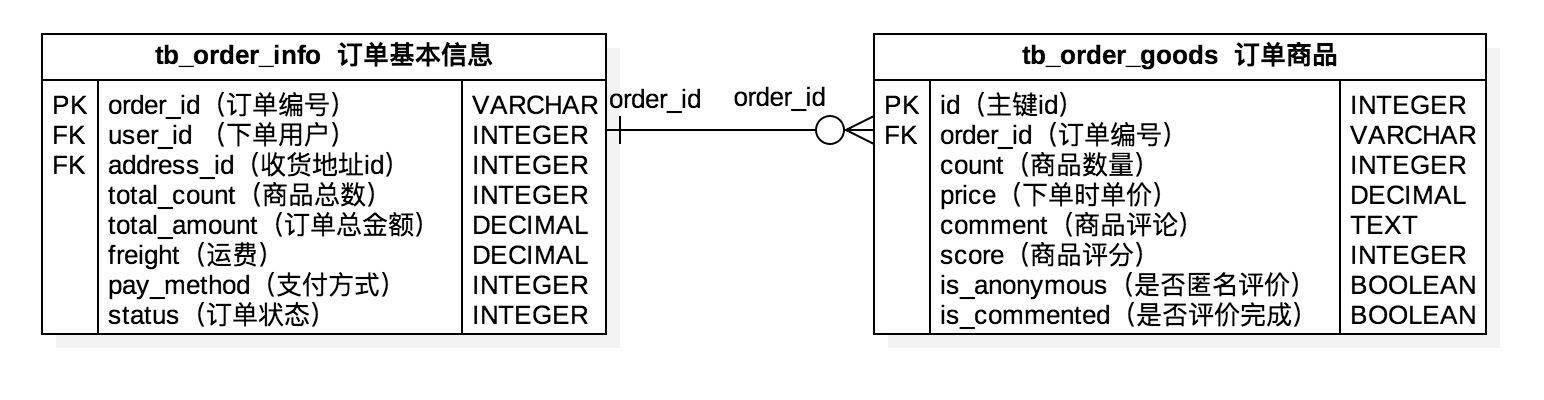 tb_order_info 订单基本信息
PK order_id（订单编号） VARCHAR
FK user_id （下单用户） INTEGER
FK address_id（收货地址id） INTEGER
total_count（商品总数） INTEGER
total_amount（订单总金额） DECIMAL
freight（运费） DECIMAL
pay_method（支付方式） INTEGER
status（订单状态） INTEGER
order_id
order_id
tb_order_goods 订单商品
PK id（主键id） INTEGER
FK order_id（订单编号） VARCHAR
count（商品数量） INTEGER
price（下单时单价） DECIMAL
comment（商品评论） TEXT
score（商品评分） INTEGER
is_anonymous（是否匿名评价） BOOLEAN
is_commented（是否评价完成） BOOLEAN